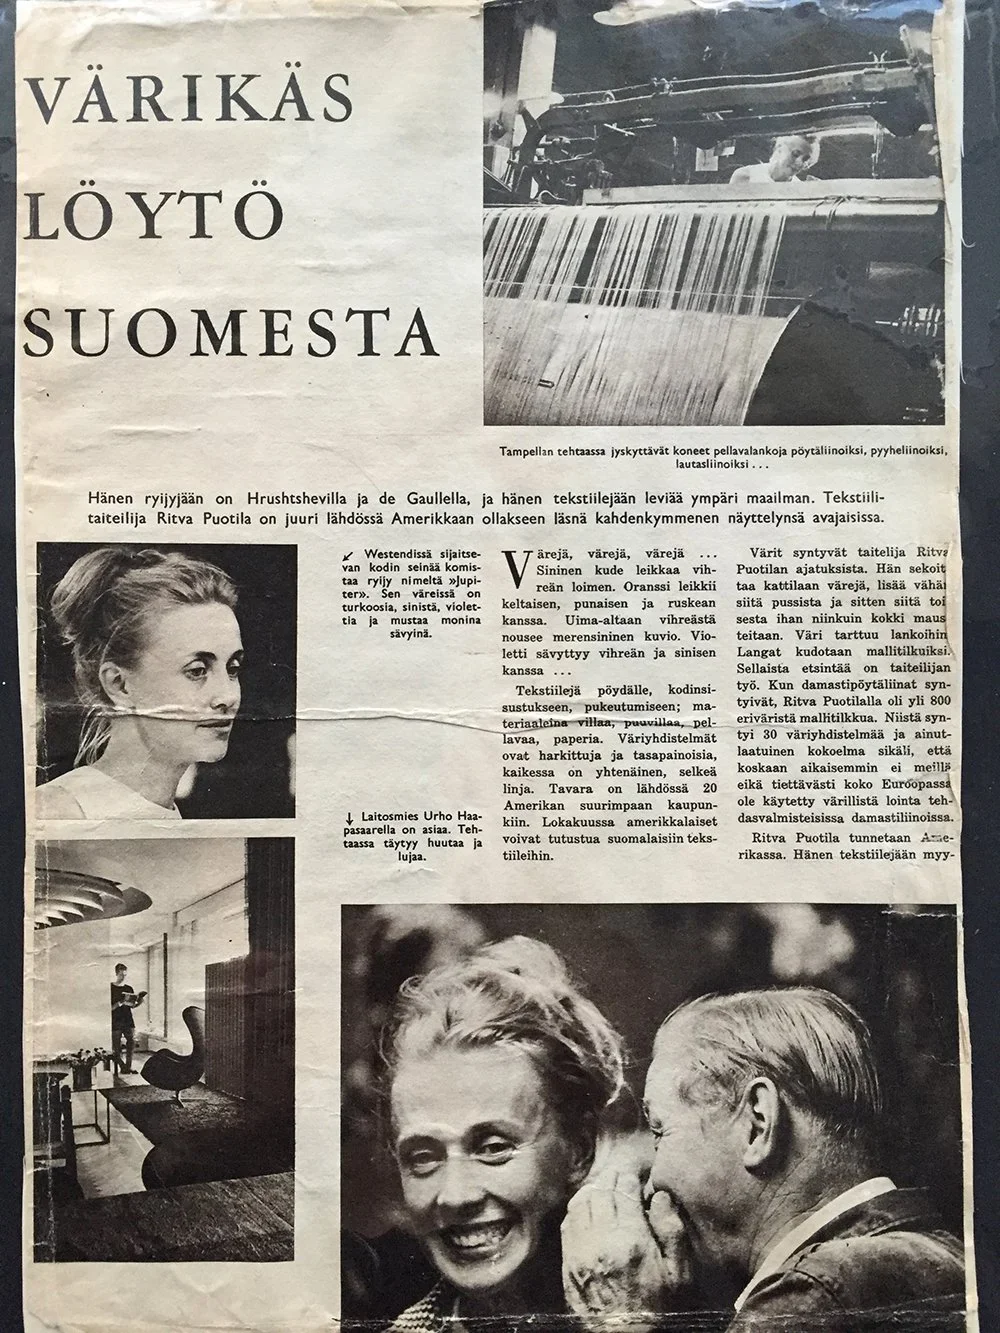 VÄRIKÄS
LÖYTÖ
SUOMESTA
Tampellan tehtaassa jyskyttävät koneet pellavalankoja pöytäliinoiksi, pyyheliinoiksi,
lautasliinoiksi . . .
Hänen ryijyjään on Hrushtshevilla ja de Gaullella, ja hänen tekstiilejään leviää ympäri maailman. Tekstiili-
taiteilija Ritva Puotila on juuri lähdössä Amerikkaan ollakseen läsnä kahdenkymmenen näyttelynsä avajaisissa.
↙ Westendissä sijaitse-
van kodin seinää komis-
taa ryijy nimeltä »Jupi-
ter». Sen väreissä on
turkoosia, sinistä, violet-
tia ja mustaa monina
sävyinä.
↓ Laitosmies Urho Haa-
pasaarella on asiaa. Teh-
taassa täytyy huutaa ja
lujaa.
Värejä, värejä, värejä ...
Sininen kude leikkaa vih-
reän loimen. Oranssi leikkii
keltaisen, punaisen ja ruskean
kanssa. Uima-altaan vihreästä
nousee merensininen kuvio. Vio-
letti sävyttyy vihreän ja sinisen
kanssa ...
Tekstiilejä pöydälle, kodinsi-
sustukseen, pukeutumiseen; ma-
teriaaleina villaa, puuvillaa, pel-
lavaa, paperia. Väriyhdistelmät
ovat harkittuja ja tasapainoisia,
kaikessa on yhtenäinen, selkeä
linja. Tavara on lähdössä 20
Amerikan suurimpaan kaupun-
kiin. Lokakuussa amerikkalaiset
voivat tutustua suomalaisiin teks-
tiileihin.
Värit syntyvät taitelija Ritva
Puotilan ajatuksista. Hän sekoit
taa kattilaan värejä, lisää vähän
siitä pussista ja sitten siitä toi
sesta ihan niinkuin kokki maus
teitaan. Väri tarttuu lankoihin
Langat kudotaan mallitilkuiksi.
Sellaista etsintää on taiteilijan
työ. Kun damastipöytäliinat syn-
tyivät, Ritva Puotilalla oli yli 800
eriväristä mallitilkkua. Niistä syn-
tyi 30 väriyhdistelmää ja ainut-
laatuinen kokoelma sikäli, että
koskaan aikaisemmin ei meillä
eikä tiettävästi koko Euroopassa
ole käytetty värillistä lointa teh-
dasvalmisteisissa damastiliinoissa.
Ritva Puotila tunnetaan Ame-
rikassa. Hänen tekstiilejään myy-